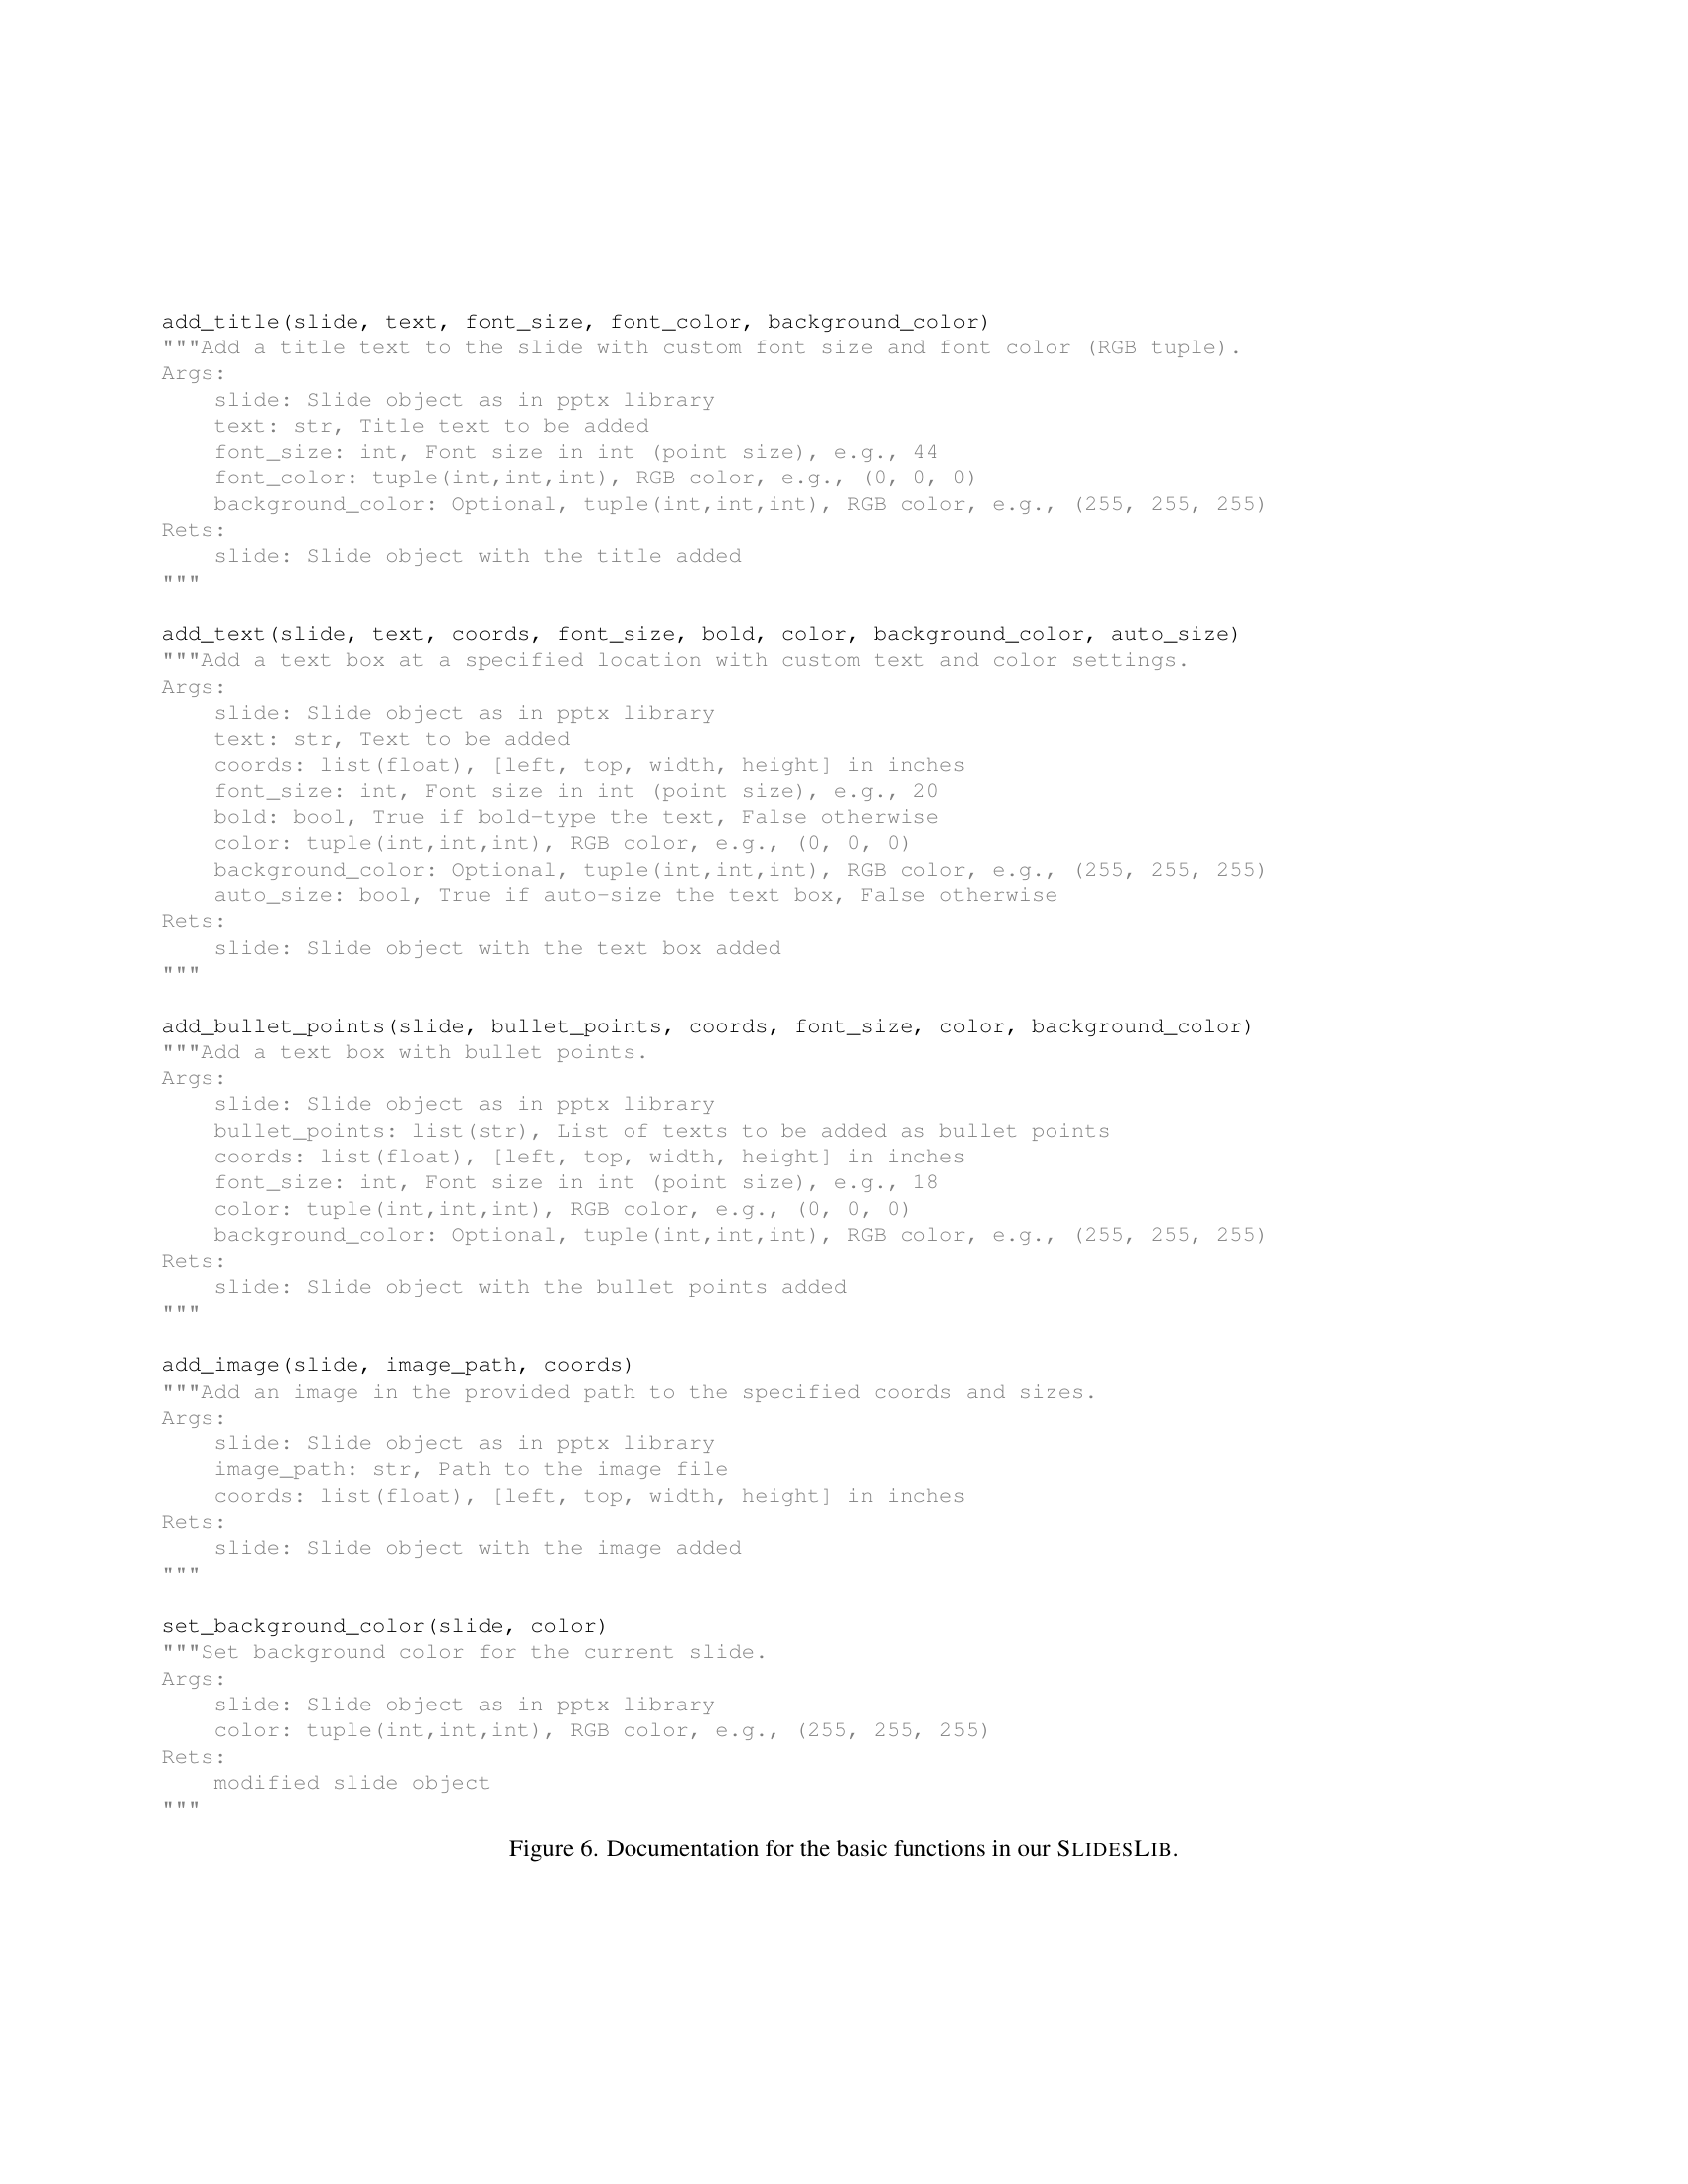 add_title(slide, text, font_size, font_color, background_color)
"""Add a title text to the slide with custom font size and font color (RGB tuple).
Args:
    slide: Slide object as in pptx library
    text: str, Title text to be added
    font_size: int, Font size in int (point size), e.g., 44
    font_color: tuple(int,int,int), RGB color, e.g., (0, 0, 0)
    background_color: Optional, tuple(int,int,int), RGB color, e.g., (255, 255, 255)
Rets:
    slide: Slide object with the title added
"""

add_text(slide, text, coords, font_size, bold, color, background_color, auto_size)
"""Add a text box at a specified location with custom text and color settings.
Args:
    slide: Slide object as in pptx library
    text: str, Text to be added
    coords: list(float), [left, top, width, height] in inches
    font_size: int, Font size in int (point size), e.g., 20
    bold: bool, True if bold-type the text, False otherwise
    color: tuple(int,int,int), RGB color, e.g., (0, 0, 0)
    background_color: Optional, tuple(int,int,int), RGB color, e.g., (255, 255, 255)
    auto_size: bool, True if auto-size the text box, False otherwise
Rets:
    slide: Slide object with the text box added
"""

add_bullet_points(slide, bullet_points, coords, font_size, color, background_color)
"""Add a text box with bullet points.
Args:
    slide: Slide object as in pptx library
    bullet_points: list(str), List of texts to be added as bullet points
    coords: list(float), [left, top, width, height] in inches
    font_size: int, Font size in int (point size), e.g., 18
    color: tuple(int,int,int), RGB color, e.g., (0, 0, 0)
    background_color: Optional, tuple(int,int,int), RGB color, e.g., (255, 255, 255)
Rets:
    slide: Slide object with the bullet points added
"""

add_image(slide, image_path, coords)
"""Add an image in the provided path to the specified coords and sizes.
Args:
    slide: Slide object as in pptx library
    image_path: str, Path to the image file
    coords: list(float), [left, top, width, height] in inches
Rets:
    slide: Slide object with the image added
"""

set_background_color(slide, color)
"""Set background color for the current slide.
Args:
    slide: Slide object as in pptx library
    color: tuple(int,int,int), RGB color, e.g., (255, 255, 255)
Rets:
    modified slide object
"""
Figure 6. Documentation for the basic functions in our SLIDESLIB.